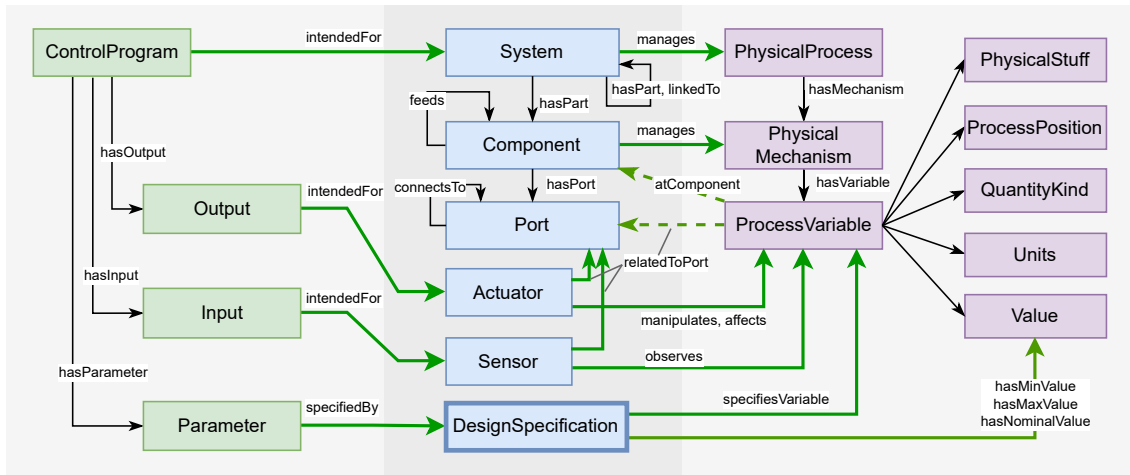 ControlProgram
intendedFor
System
manages
PhysicalProcess
PhysicalStuff
hasPart, linkedTo
hasMechanism
feeds
hasPart
ProcessPosition
hasOutput
Component
manages
Physical
Mechanism
connectsTo
hasPort
atComponent
hasVariable
QuantityKind
Output
intendedFor
Port
ProcessVariable
relatedToPort
Units
hasInput
Input
intendedFor
Actuator
manipulates, affects
Value
Sensor
observes
hasParameter
Parameter
specifiedBy
DesignSpecification
specifiesVariable
hasMinValue
hasMaxValue
hasNominalValue